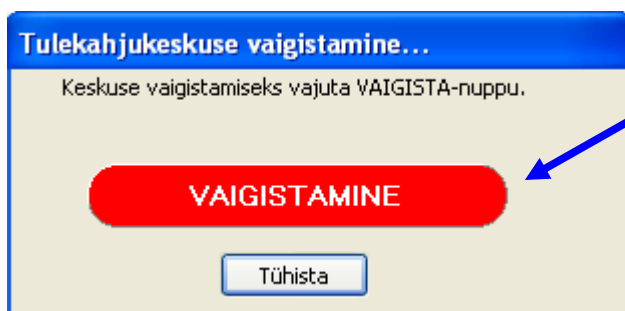 Tulekahjukeskuse vaigistamine...
Keskuse vaigistamiseks vajuta VAIGISTA-nuppu.
VAIGISTAMINE
Tühista